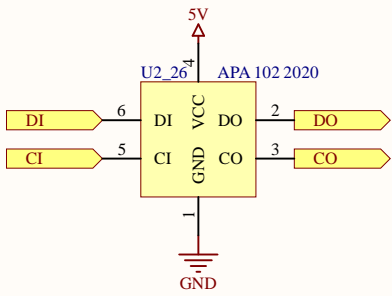 5V
U2_26 APA 102 2020
4
DI 6 DI VCC DO 2 DO
CI 5 CI GND CO 3 CO
1
GND